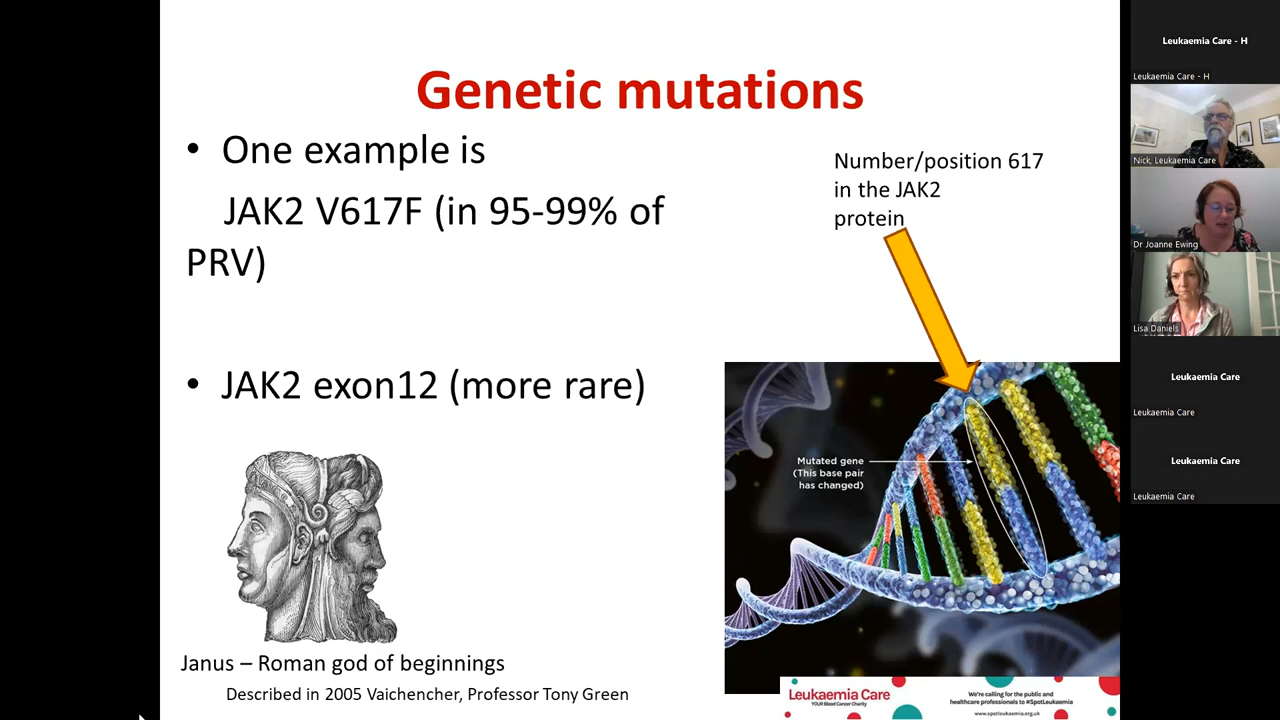 Genetic mutations
• One example is
JAK2 V617F (in 95-99% of
PRV)
• JAK2 exon12 (more rare)
Number/position 617
in the JAK2
protein
Mutated gene
(This base pair
has changed)
Janus – Roman god of beginnings
Described in 2005 Vaichencher, Professor Tony Green
Leukaemia Care
YOUR Blood Cancer Charity
We're calling for the public and
healthcare professionals to #SpotLeukaemia
www.spotleukaemia.org.uk
Leukaemia Care - H
Leukaemia Care - H
Nick, Leukaemia Care
Dr Joanne Ewing
Lisa Daniels
Leukaemia Care
Leukaemia Care
Leukaemia Care
Leukaemia Care